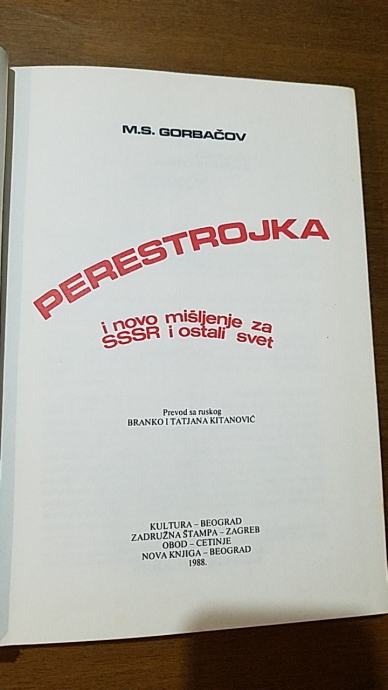 M.S. GORBAČOV
PERESTROJKA
i novo mišljenje za
SSSR i ostali svet
Prevod sa ruskog
BRANKO I TATJANA KITANOVIĆ
KULTURA – BEOGRAD
ZADRUŽNA ŠTAMPA – ZAGREB
OBOD – CETINJE
NOVA KNJIGA – BEOGRAD
1988.